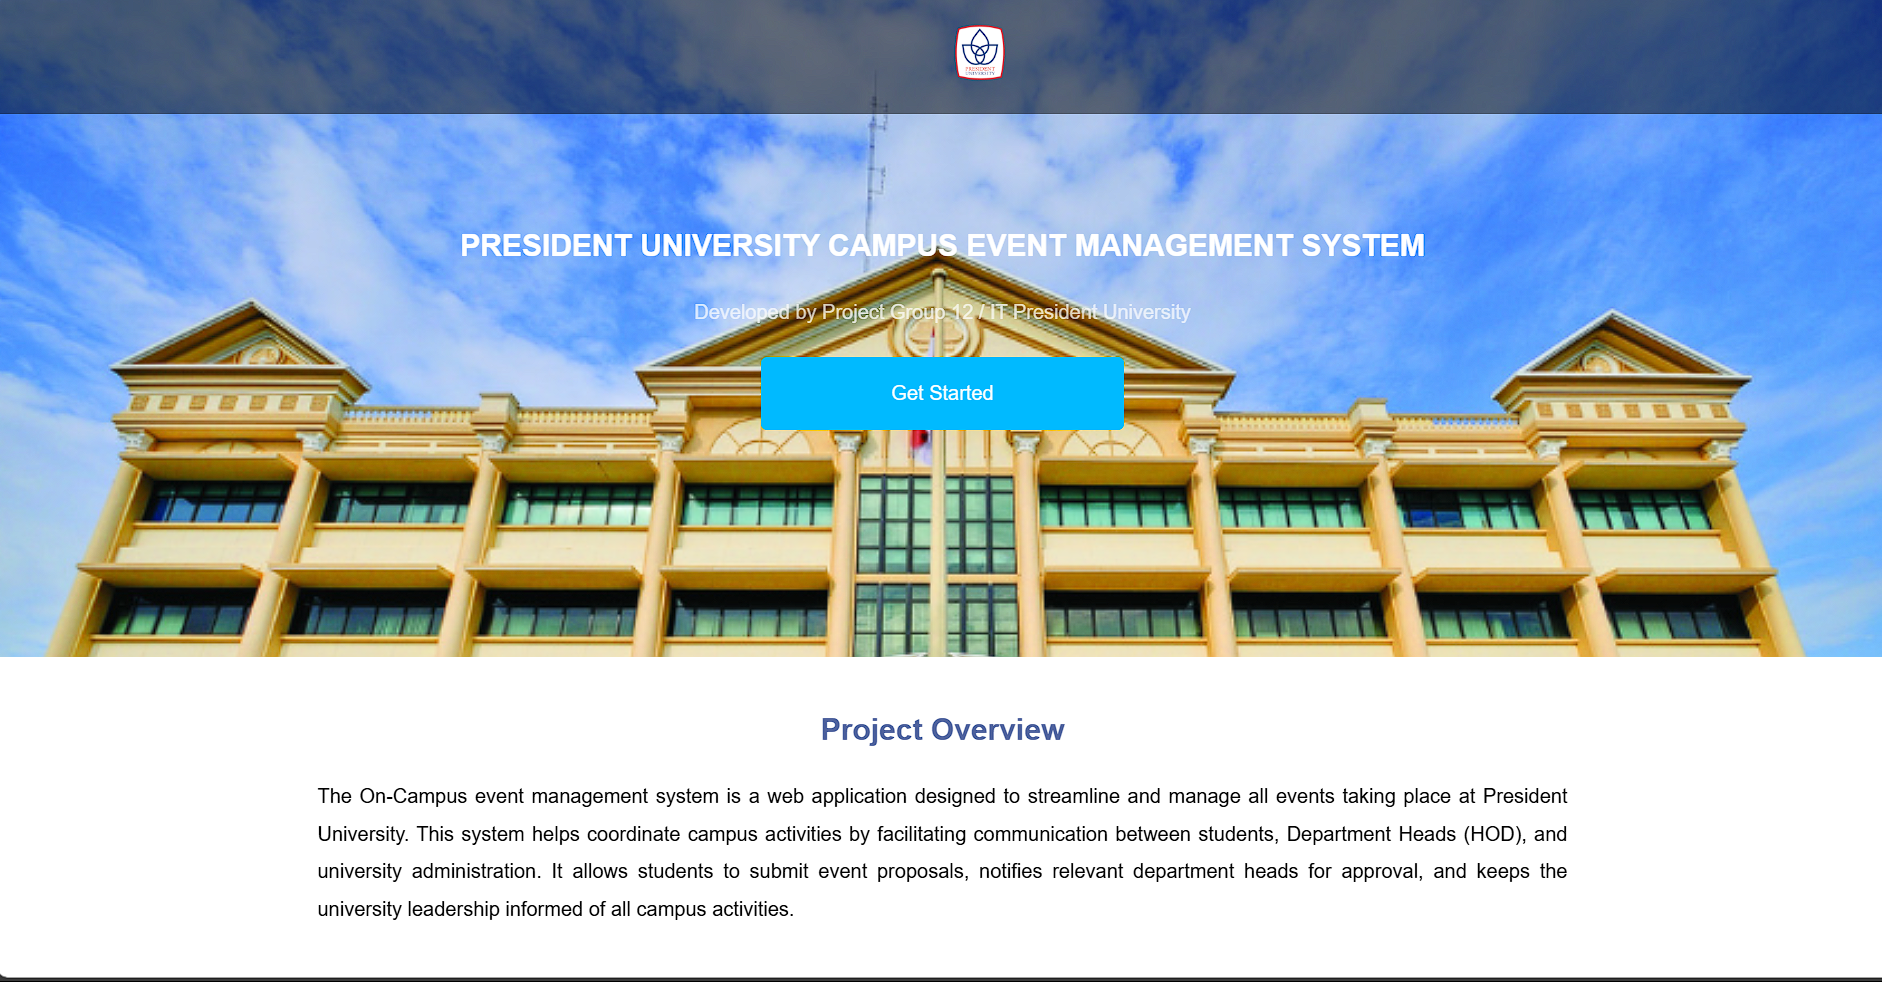 PRESIDENT
UNIVERSITY
PRESIDENT UNIVERSITY CAMPUS EVENT MANAGEMENT SYSTEM
Developed by Project Group 12 / IT President University
Get Started
Project Overview
The On-Campus event management system is a web application designed to streamline and manage all events taking place at President
University. This system helps coordinate campus activities by facilitating communication between students, Department Heads (HOD), and
university administration. It allows students to submit event proposals, notifies relevant department heads for approval, and keeps the
university leadership informed of all campus activities.